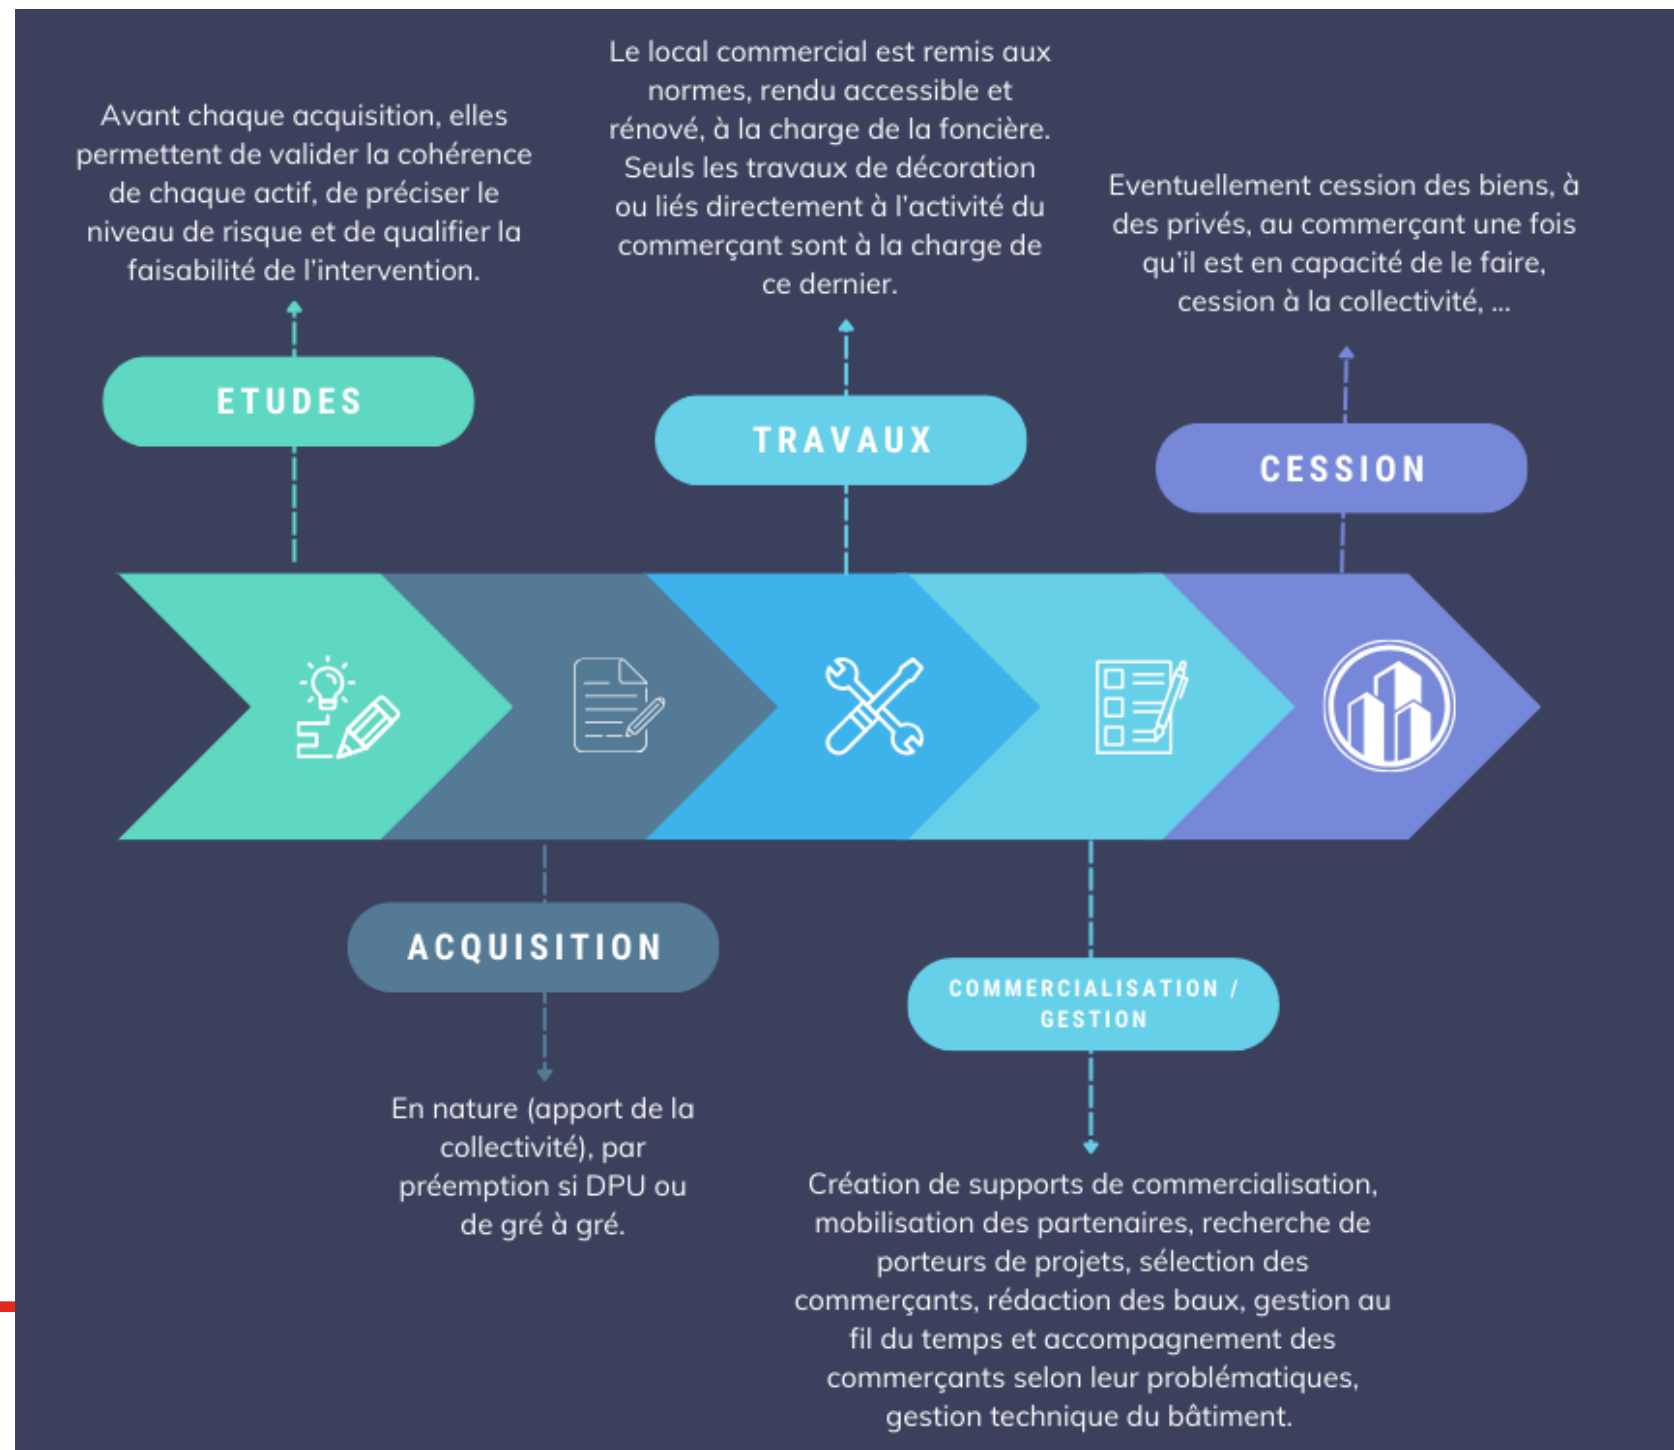 Avant chaque acquisition, elles
permettent de valider la cohérence
de chaque actif, de préciser le
niveau de risque et de qualifier la
faisabilité de l'intervention.
ETUDES
Le local commercial est remis aux
normes, rendu accessible et
rénové, à la charge de la foncière.
Seuls les travaux de décoration
ou liés directement à l'activité du
commerçant sont à la charge de
ce dernier.
TRAVAUX
Eventuellement cession des biens, à
des privés, au commerçant une fois
qu'il est en capacité de le faire,
cession à la collectivité, ...
CESSION
ACQUISITION
En nature (apport de la
collectivité), par
préemption si DPU ou
de gré à gré.
COMMERCIALISATION /
GESTION
Création de supports de commercialisation,
mobilisation des partenaires, recherche de
porteurs de projets, sélection des
commerçants, rédaction des baux, gestion au
fil du temps et accompagnement des
commerçants selon leur problématiques,
gestion technique du bâtiment.